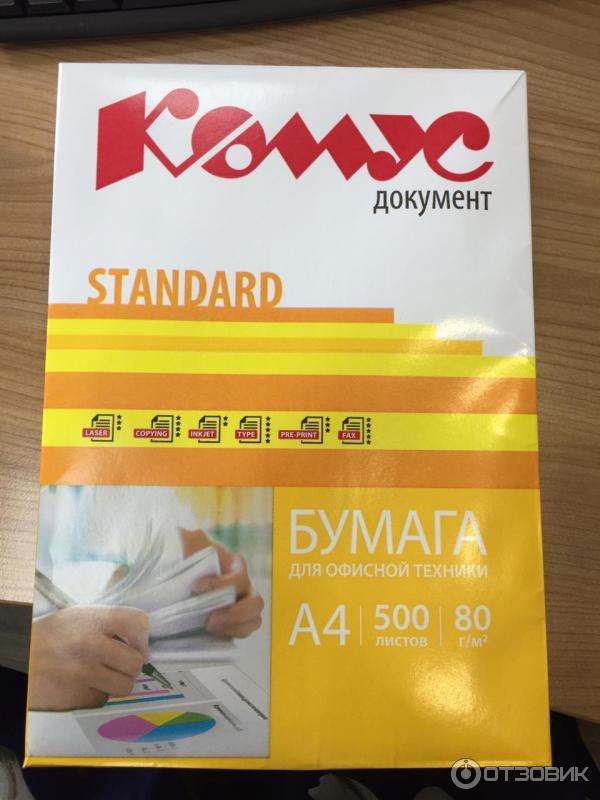 Комус
документ
STANDARD
LASER COPYING INKJET TYPE PRE-PRINT FAX
БУМАГА
ДЛЯ ОФИСНОЙ ТЕХНИКИ
А4 500 ЛИСТОВ 80 г/м²
ОТЗОВИК